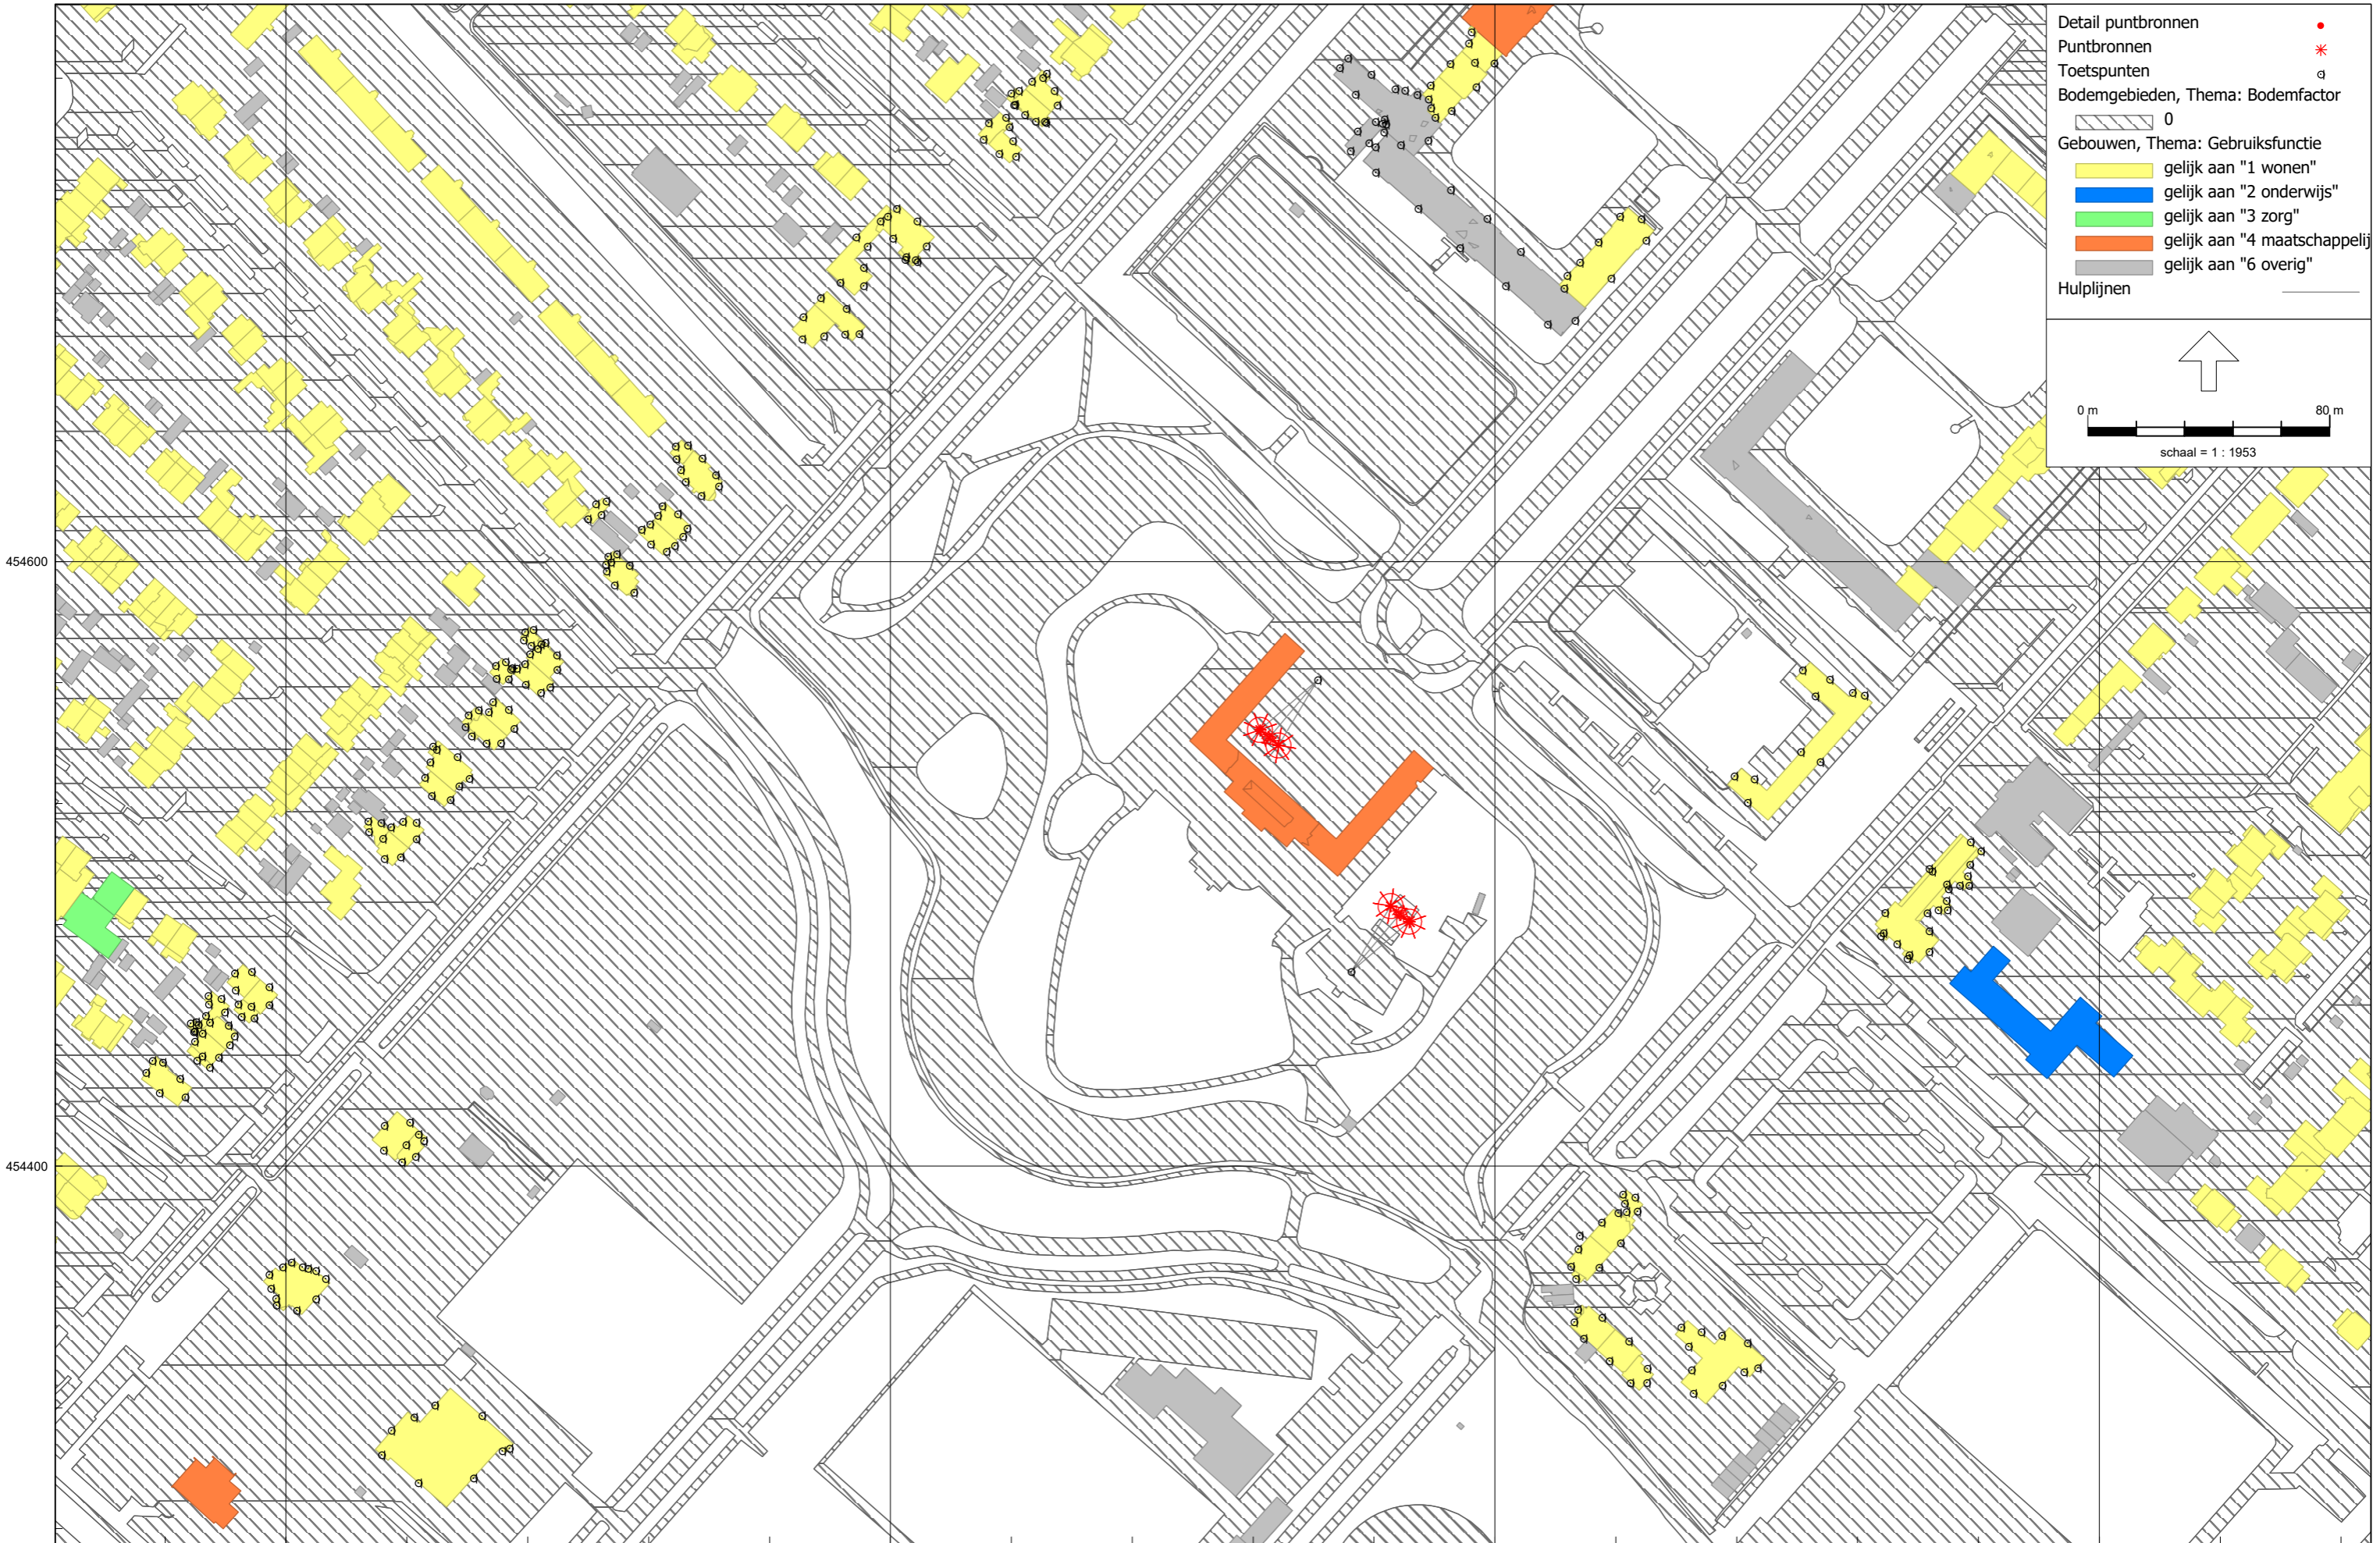 Detail puntbronnen
Puntbronnen
Toetspunten
Bodemgebieden, Thema: Bodemfactor
0
Gebouwen, Thema: Gebruiksfunctie
gelijk aan "1 wonen"
gelijk aan "2 onderwijs"
gelijk aan "3 zorg"
gelijk aan "4 maatschappelij
gelijk aan "6 overig"
Hulplijnen
0 m 80 m
schaal = 1 : 1953
454600
454400